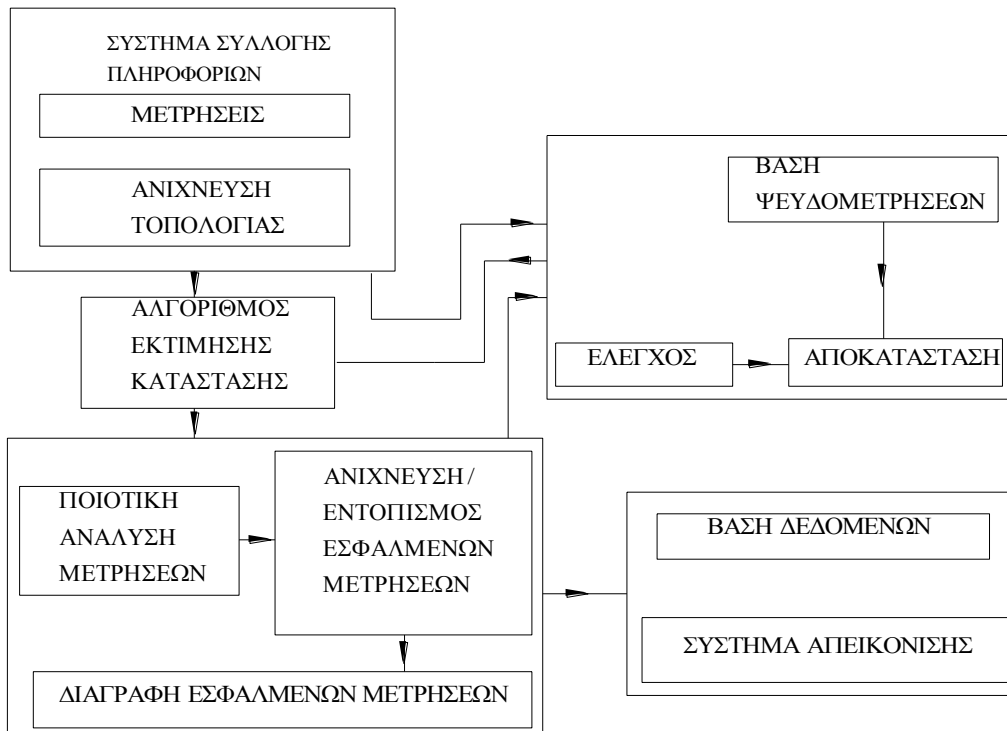 ΣΥΣΤΗΜΑ ΣΥΛΛΟΓΗΣ
ΠΛΗΡΟΦΟΡΙΩΝ
ΜΕΤΡΗΣΕΙΣ
ΑΝΙΧΝΕΥΣΗ
ΤΟΠΟΛΟΓΙΑΣ
ΑΛΓΟΡΙΘΜΟΣ
ΕΚΤΙΜΗΣΗΣ
ΚΑΤΑΣΤΑΣΗΣ
ΒΑΣΗ
ΨΕΥΔΟΜΕΤΡΗΣΕΩΝ
ΕΛΕΓΧΟΣ
ΑΠΟΚΑΤΑΣΤΑΣΗ
ΠΟΙΟΤΙΚΗ
ΑΝΑΛΥΣΗ
ΜΕΤΡΗΣΕΩΝ
ΑΝΙΧΝΕΥΣΗ /
ΕΝΤΟΠΙΣΜΟΣ
ΕΣΦΑΛΜΕΝΩΝ
ΜΕΤΡΗΣΕΩΝ
ΔΙΑΓΡΑΦΗ ΕΣΦΑΛΜΕΝΩΝ ΜΕΤΡΗΣΕΩΝ
ΒΑΣΗ ΔΕΔΟΜΕΝΩΝ
ΣΥΣΤΗΜΑ ΑΠΕΙΚΟΝΙΣΗΣ